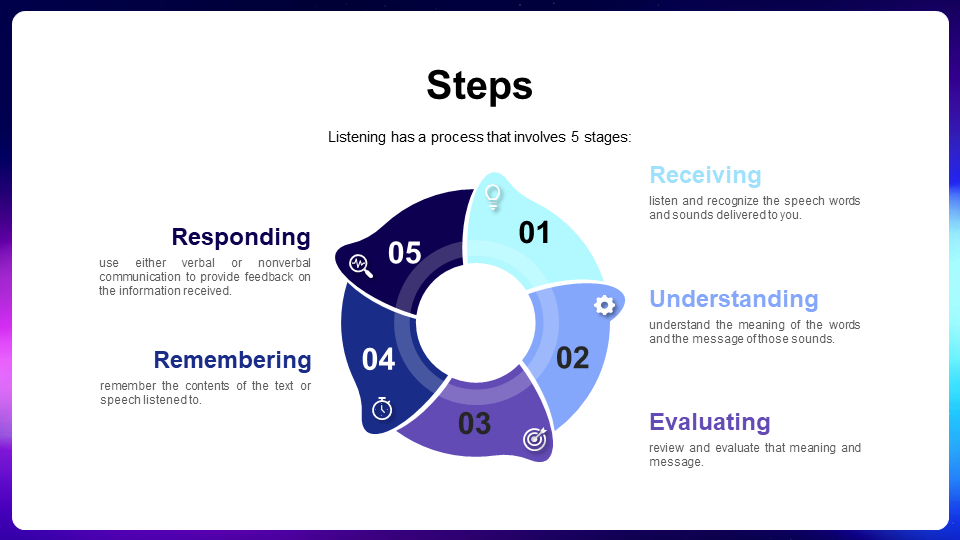 Steps
Listening has a process that involves 5 stages:
01
Receiving
listen and recognize the speech words
and sounds delivered to you.
02
Understanding
understand the meaning of the words
and the message of those sounds.
03
Evaluating
review and evaluate that meaning and
message.
04
Remembering
remember the contents of the text or
speech listened to.
05
Responding
use either verbal or nonverbal
communication to provide feedback on
the information received.